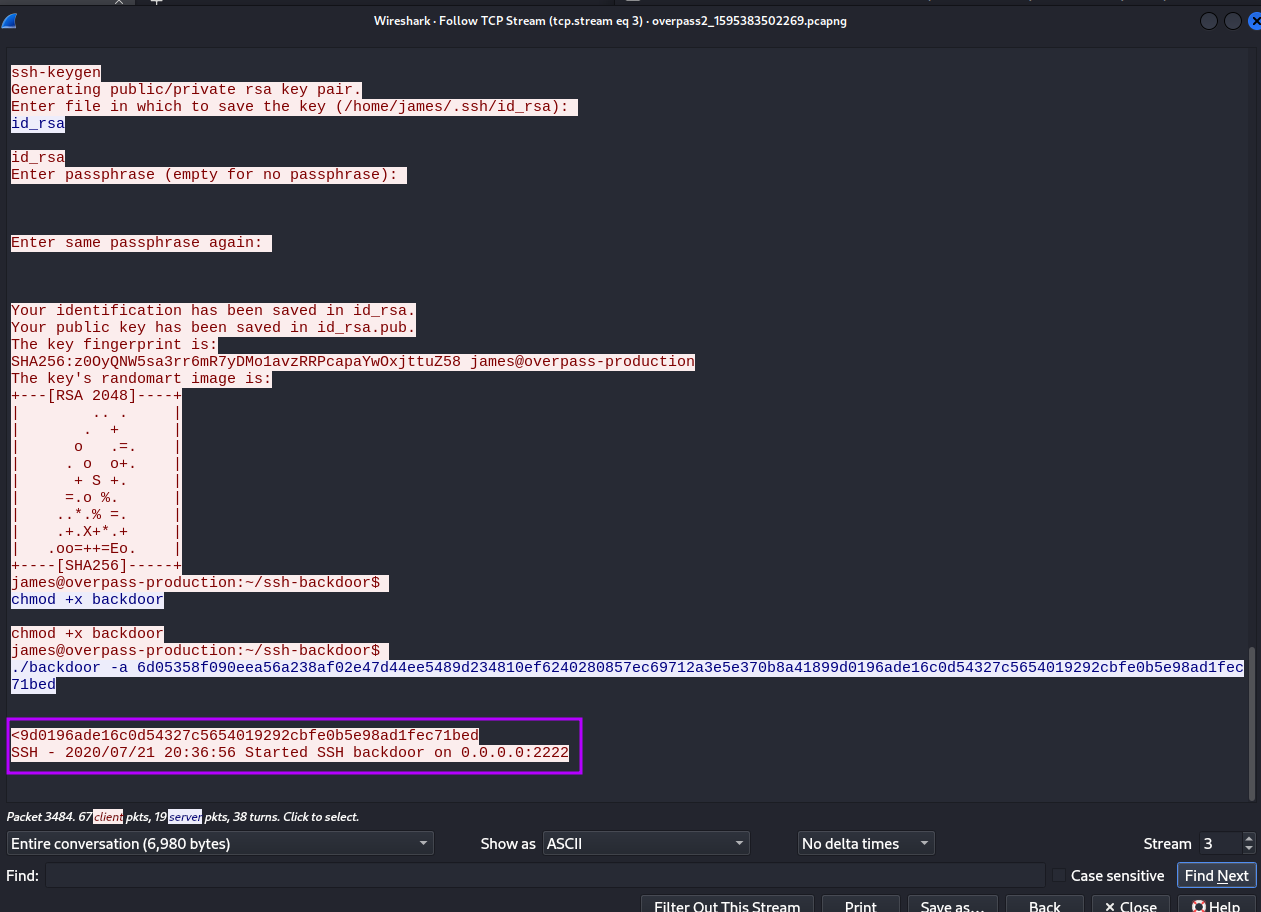 Wireshark · Follow TCP Stream (tcp.stream eq 3) · overpass2_1595383502269.pcapng
ssh-keygen
Generating public/private rsa key pair.
Enter file in which to save the key (/home/james/.ssh/id_rsa):
id_rsa
id_rsa
Enter passphrase (empty for no passphrase):
Enter same passphrase again:
Your identification has been saved in id_rsa.
Your public key has been saved in id_rsa.pub.
The key fingerprint is:
SHA256:z0OyQNW5sa3rr6mR7yDMo1avzRRPcapaYwOxjttuZ58 james@overpass-production
The key's randomart image is:
+---[RSA 2048]----+
|        .. .     |
|       .  +      |
|      o   .=.    |
|     . o  o+.    |
|      + S +.     |
|     =.o %.      |
|    ..*.% =.     |
|    .+.X+*.+     |
|   .oo=++=Eo.    |
+----[SHA256]-----+
james@overpass-production:~/ssh-backdoor$
chmod +x backdoor
chmod +x backdoor
james@overpass-production:~/ssh-backdoor$
./backdoor -a 6d05358f090eea56a238af02e47d44ee5489d234810ef6240280857ec69712a3e5e370b8a41899d0196ade16c0d54327c5654019292cbfe0b5e98ad1fec
71bed
<9d0196ade16c0d54327c5654019292cbfe0b5e98ad1fec71bed
SSH - 2020/07/21 20:36:56 Started SSH backdoor on 0.0.0.0:2222
Packet 3484. 67 client pkts, 19 server pkts, 38 turns. Click to select.
Entire conversation (6,980 bytes) Show as ASCII No delta times Stream 3
Find: Case sensitive Find Next
Filter Out This Stream Print Save as... Back × Close Help